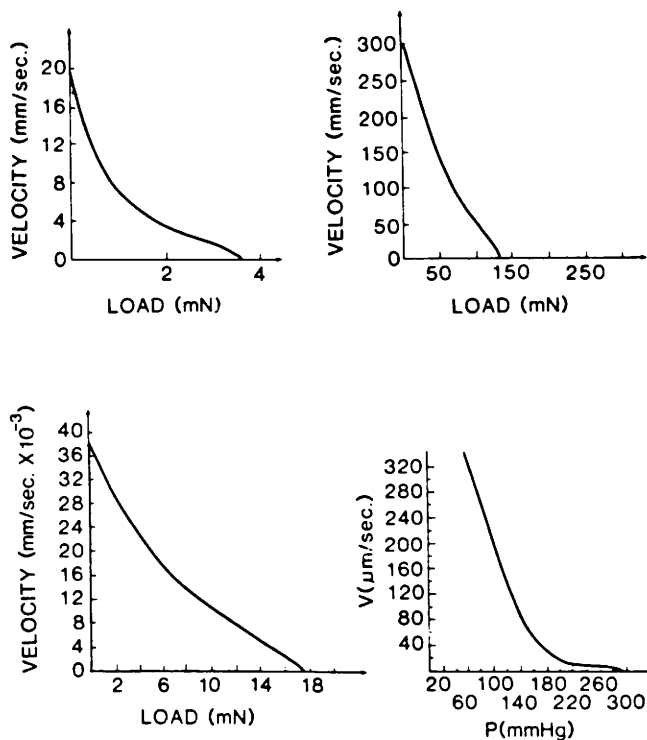 VELOCITY (mm/sec.)
20
16
12
8
4
0
2 4
LOAD (mN)
VELOCITY (mm/sec.)
300
250
200
150
100
50
0
50 150 250
LOAD (mN)
VELOCITY (mm/sec. X10-3)
40
36
32
28
24
20
16
12
8
4
0
2 6 10 14 18
LOAD (mN)
V(μm/sec.)
320
280
240
200
160
120
80
40
20 100 180 260
60 140 220 300
P(mmHg)